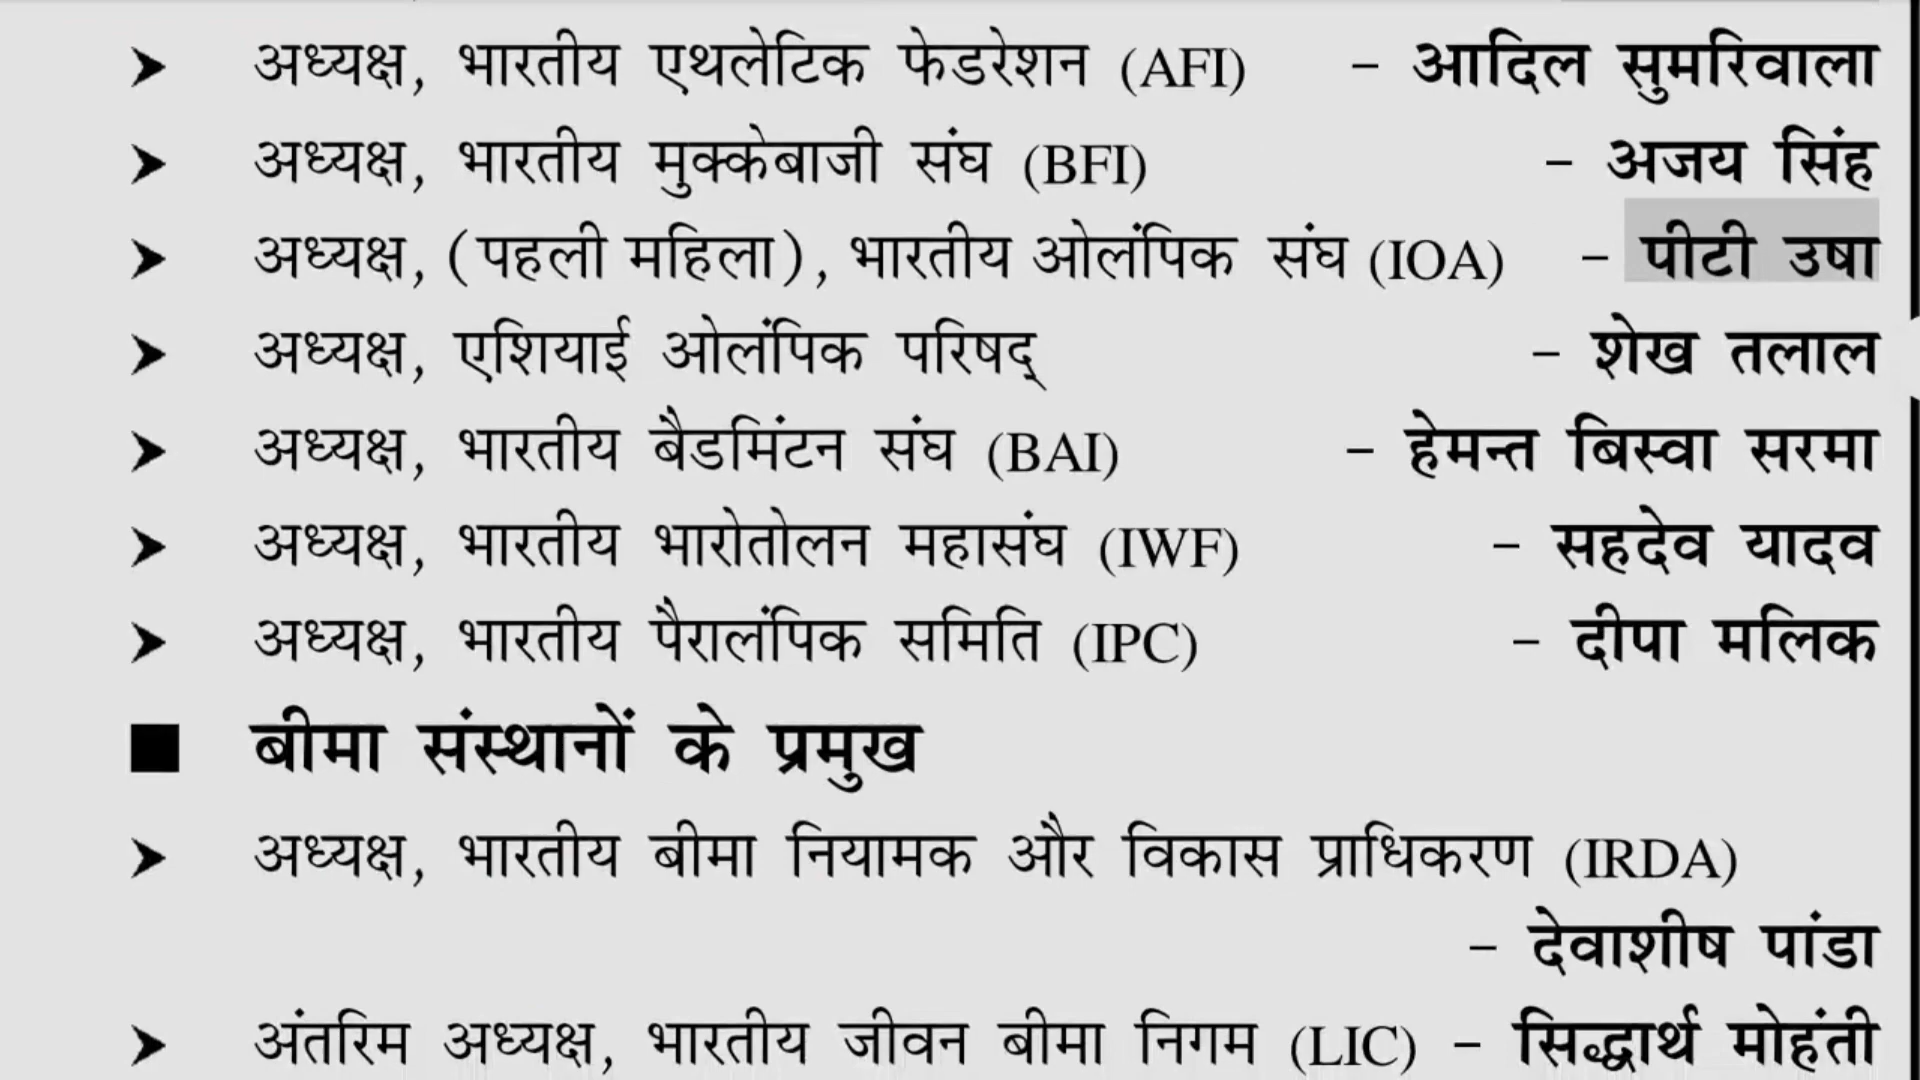 ➤ अध्यक्ष, भारतीय एथलेटिक फेडरेशन (AFI) - आदिल सुमरिवाला
➤ अध्यक्ष, भारतीय मुक्केबाजी संघ (BFI) - अजय सिंह
➤ अध्यक्ष, (पहली महिला), भारतीय ओलंपिक संघ (IOA) - पीटी उषा
➤ अध्यक्ष, एशियाई ओलंपिक परिषद् - शेख तलाल
➤ अध्यक्ष, भारतीय बैडमिंटन संघ (BAI) - हेमन्त बिस्वा सरमा
➤ अध्यक्ष, भारतीय भारोतोलन महासंघ (IWF) - सहदेव यादव
➤ अध्यक्ष, भारतीय पैरालंपिक समिति (IPC) - दीपा मलिक
■ बीमा संस्थानों के प्रमुख
➤ अध्यक्ष, भारतीय बीमा नियामक और विकास प्राधिकरण (IRDA)
- देवाशीष पांडा
➤ अंतरिम अध्यक्ष, भारतीय जीवन बीमा निगम (LIC) - सिद्धार्थ मोहंती